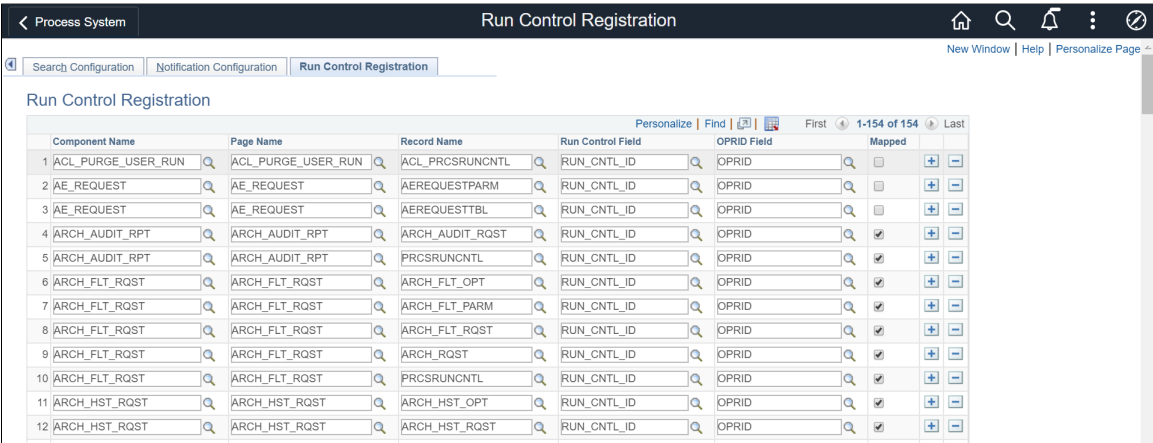 Process System
Run Control Registration
New Window | Help | Personalize Page
Search Configuration Notification Configuration Run Control Registration
Run Control Registration
Personalize | Find | First 1-154 of 154 Last
Component Name Page Name Record Name Run Control Field OPRID Field Mapped
1 ACL_PURGE_USER_RUN ACL_PURGE_USER_RUN ACL_PRCSRUNCNTL RUN_CNTL_ID OPRID
2 AE_REQUEST AE_REQUEST AEREQUESTPARM RUN_CNTL_ID OPRID
3 AE_REQUEST AE_REQUEST AEREQUESTTBL RUN_CNTL_ID OPRID
4 ARCH_AUDIT_RPT ARCH_AUDIT_RPT ARCH_AUDIT_RQST RUN_CNTL_ID OPRID
5 ARCH_AUDIT_RPT ARCH_AUDIT_RPT PRCSRUNCNTL RUN_CNTL_ID OPRID
6 ARCH_FLT_RQST ARCH_FLT_RQST ARCH_FLT_OPT RUN_CNTL_ID OPRID
7 ARCH_FLT_RQST ARCH_FLT_RQST ARCH_FLT_PARM RUN_CNTL_ID OPRID
8 ARCH_FLT_RQST ARCH_FLT_RQST ARCH_FLT_RQST RUN_CNTL_ID OPRID
9 ARCH_FLT_RQST ARCH_FLT_RQST ARCH_RQST RUN_CNTL_ID OPRID
10 ARCH_FLT_RQST ARCH_FLT_RQST PRCSRUNCNTL RUN_CNTL_ID OPRID
11 ARCH_HST_RQST ARCH_HST_RQST ARCH_HST_OPT RUN_CNTL_ID OPRID
12 ARCH_HST_RQST ARCH_HST_RQST ARCH_HST_RQST RUN_CNTL_ID OPRID